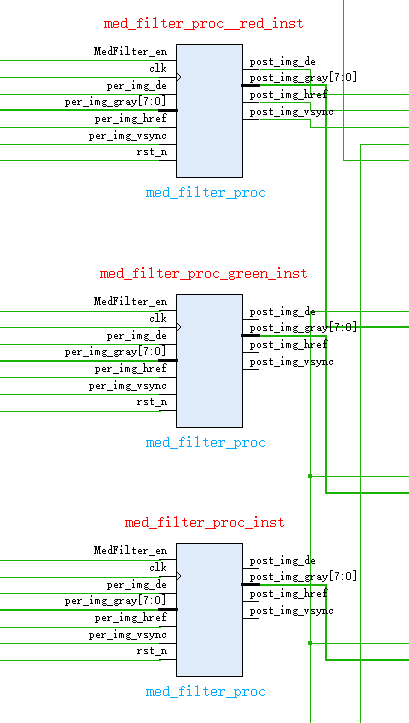 med_filter_proc__red_inst
MedFilter_en
clk
per_img_de
per_img_gray[7:0]
per_img_href
per_img_vsync
rst_n
post_img_de
post_img_gray[7:0]
post_img_href
post_img_vsync
med_filter_proc
med_filter_proc_green_inst
MedFilter_en
clk
per_img_de
per_img_gray[7:0]
per_img_href
per_img_vsync
rst_n
post_img_de
post_img_gray[7:0]
post_img_href
post_img_vsync
med_filter_proc
med_filter_proc_inst
MedFilter_en
clk
per_img_de
per_img_gray[7:0]
per_img_href
per_img_vsync
rst_n
post_img_de
post_img_gray[7:0]
post_img_href
post_img_vsync
med_filter_proc